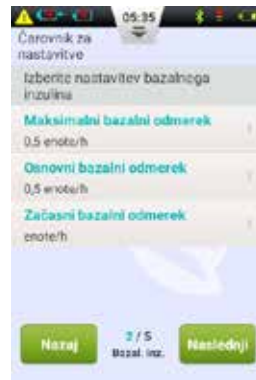 05:35
Čarovnik za
nastavitve
Izberite nastavitev bazalnega
inzulina
Maksimalni bazalni odmerek
0,5 enote/h
Osnovni bazalni odmerek
0,5 enote/h
Začasni bazalni odmerek
enote/h
Nazaj
2 / 5
Bazal. inz.
Naslednji